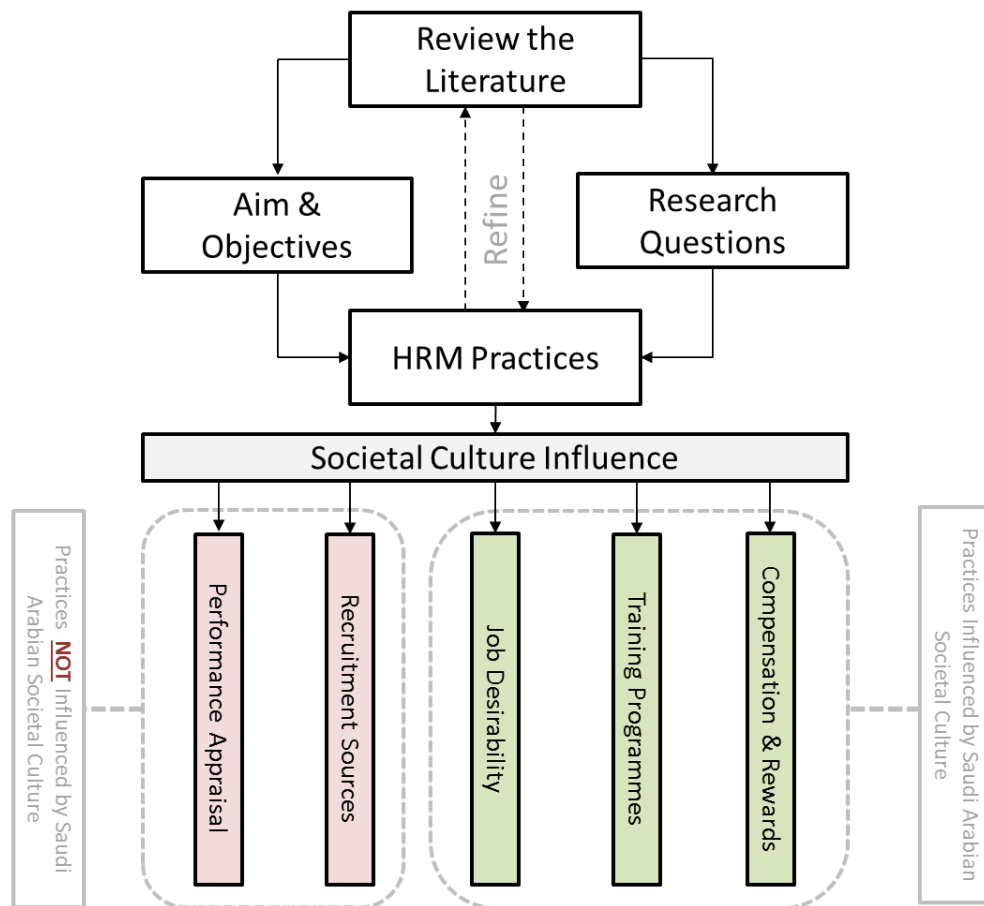 Review the
Literature
Aim &
Objectives
Refine
Research
Questions
HRM Practices
Societal Culture Influence
Practices NOT Influenced by Saudi
Arabian Societal Culture
Performance Appraisal
Recruitment Sources
Job Desirability
Training Programmes
Compensation & Rewards
Practices Influenced by Saudi Arabian
Societal Culture